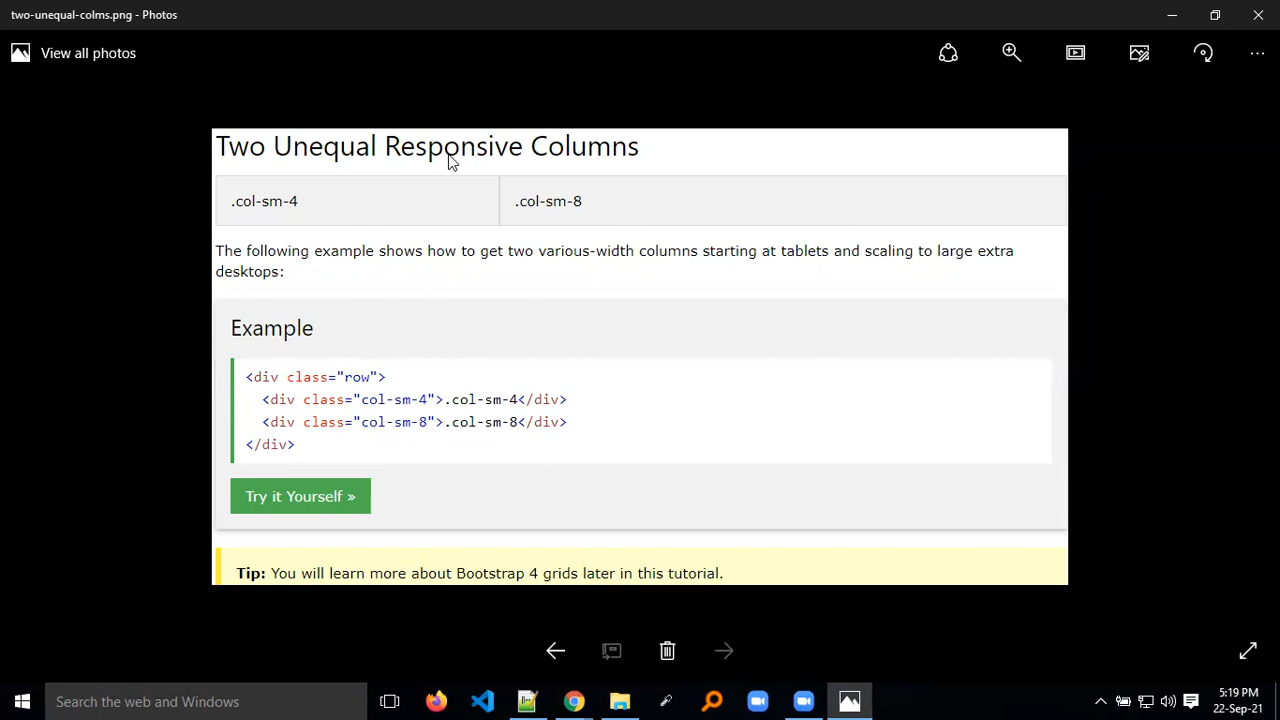 two-unequal-colms.png - Photos
View all photos
Two Unequal Responsive Columns
.col-sm-4 .col-sm-8
The following example shows how to get two various-width columns starting at tablets and scaling to large extra
desktops:
Example
<div class="row">
  <div class="col-sm-4">.col-sm-4</div>
  <div class="col-sm-8">.col-sm-8</div>
</div>
Try it Yourself »
Tip: You will learn more about Bootstrap 4 grids later in this tutorial.
Search the web and Windows
5:19 PM
22-Sep-21